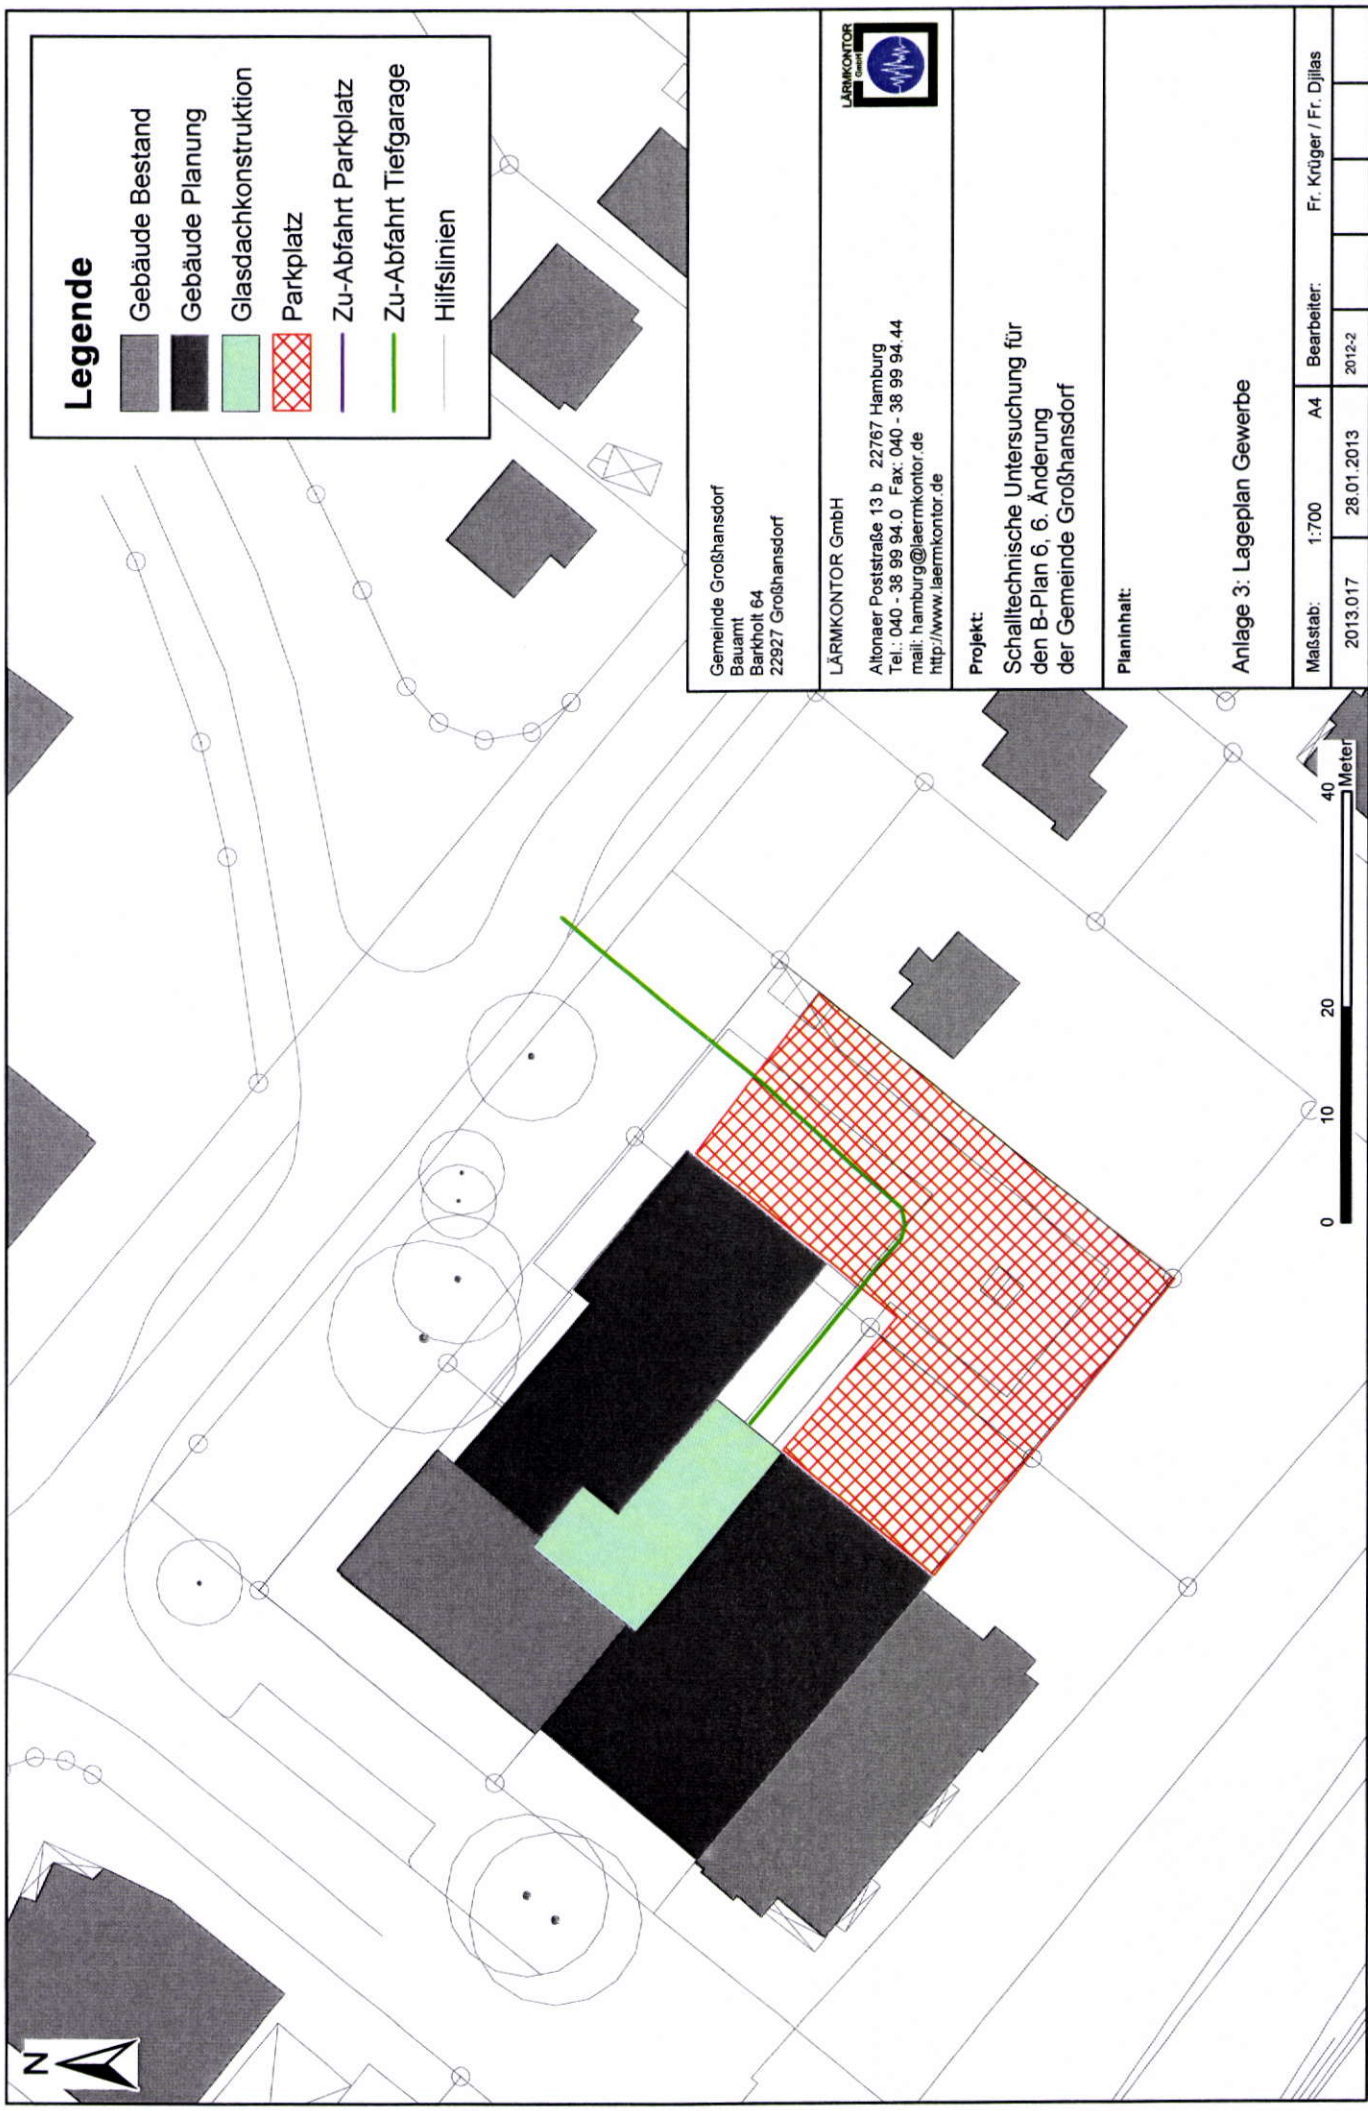 Legende
Gebäude Bestand
Gebäude Planung
Glasdachkonstruktion
Parkplatz
Zu-Abfahrt Parkplatz
Zu-Abfahrt Tiefgarage
Hilfslinien
N
Gemeinde Großhansdorf
Bauamt
Barkholt 64
22927 Großhansdorf
LÄRMKONTOR GmbH
Altonaer Poststraße 13 b 22767 Hamburg
Tel.: 040 - 38 99 94.0 Fax: 040 - 38 99 94.44
mail: hamburg@laermkontor.de
http://www.laermkontor.de
LÄRMKONTOR
GmbH
Projekt:
Schalltechnische Untersuchung für
den B-Plan 6, 6. Änderung
der Gemeinde Großhansdorf
Planinhalt:
Anlage 3: Lageplan Gewerbe
Maßstab: 1:700 A4 Bearbeiter: Fr. Krüger / Fr. Djilas
2013.017 28.01.2013 2012-2
0 10 20 40
Meter